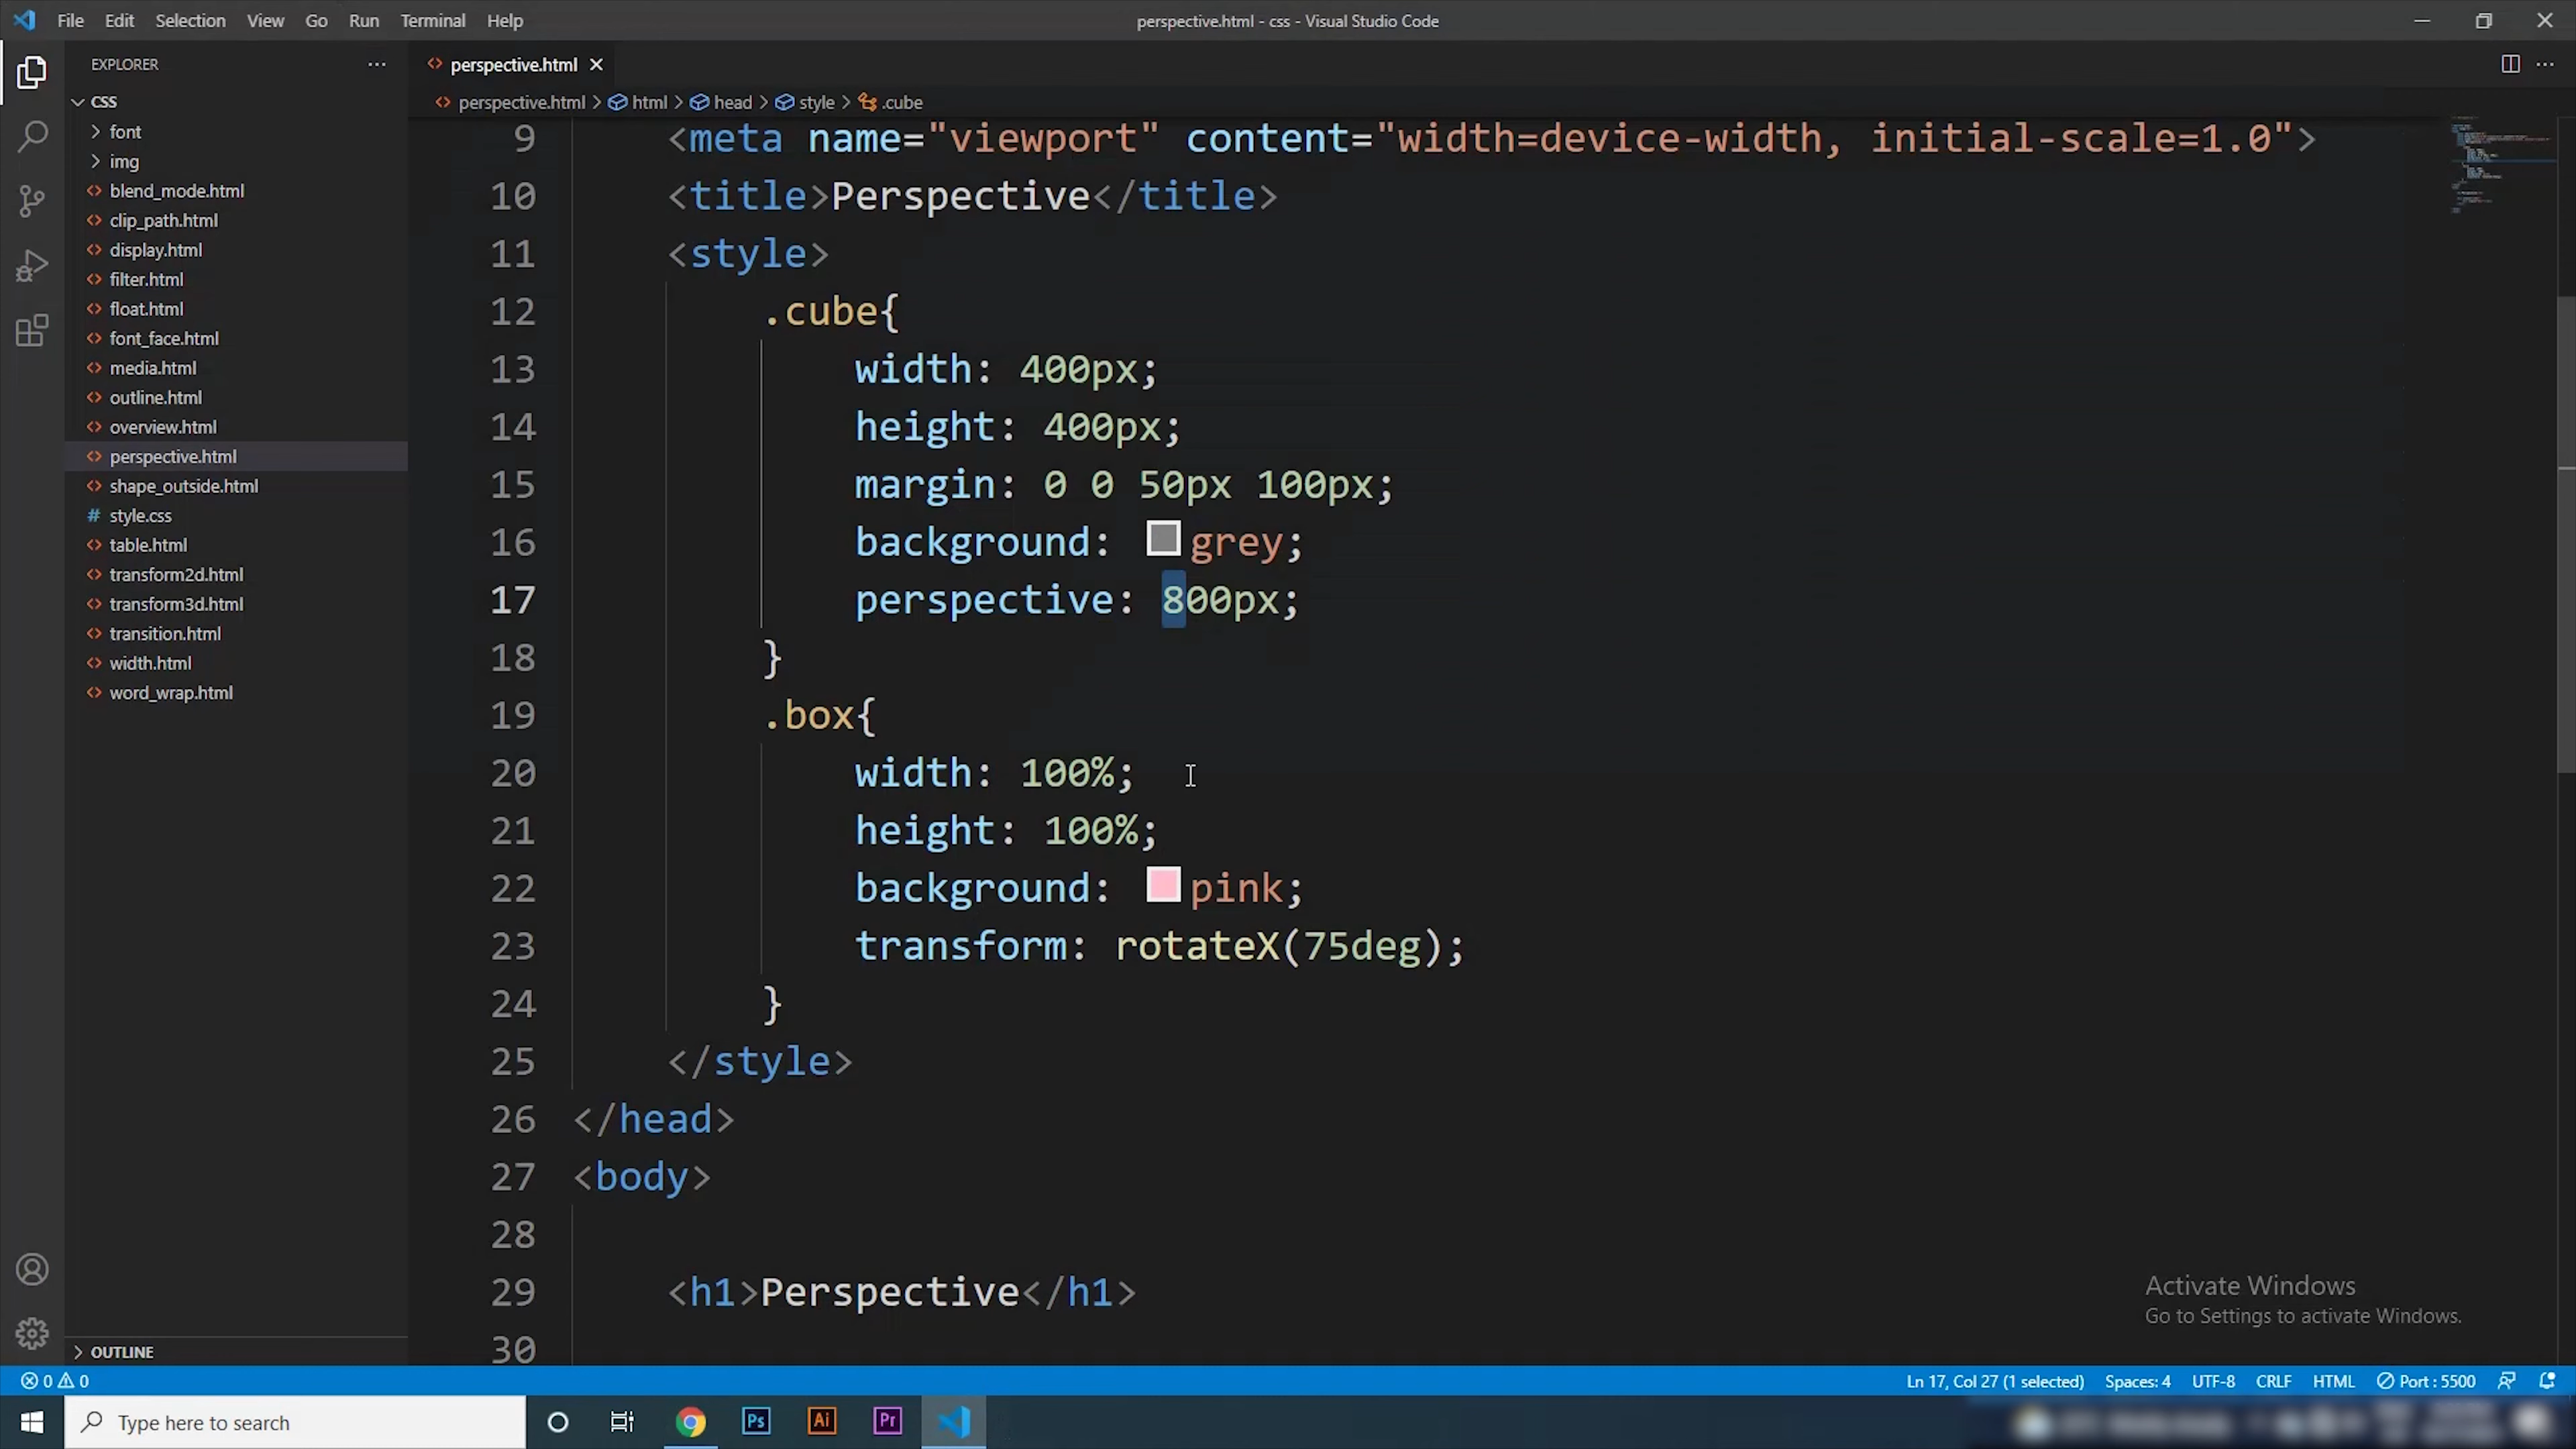 File Edit Selection View Go Run Terminal Help
perspective.html - css - Visual Studio Code
EXPLORER
CSS
font
img
blend_mode.html
clip_path.html
display.html
filter.html
float.html
font_face.html
media.html
outline.html
overview.html
perspective.html
shape_outside.html
# style.css
table.html
transform2d.html
transform3d.html
transition.html
width.html
word_wrap.html
OUTLINE
perspective.html
perspective.html > html > head > style > .cube
9 <meta name="viewport" content="width=device-width, initial-scale=1.0">
10 <title>Perspective</title>
11 <style>
12 .cube{
13 width: 400px;
14 height: 400px;
15 margin: 0 0 50px 100px;
16 background: grey;
17 perspective: 800px;
18 }
19 .box{
20 width: 100%;
21 height: 100%;
22 background: pink;
23 transform: rotateX(75deg);
24 }
25 </style>
26 </head>
27 <body>
28
29 <h1>Perspective</h1>
30
Activate Windows
Go to Settings to activate Windows.
0 0
Ln 17, Col 27 (1 selected) Spaces: 4 UTF-8 CRLF HTML Port : 5500
Type here to search
Ps
Ai
Pr